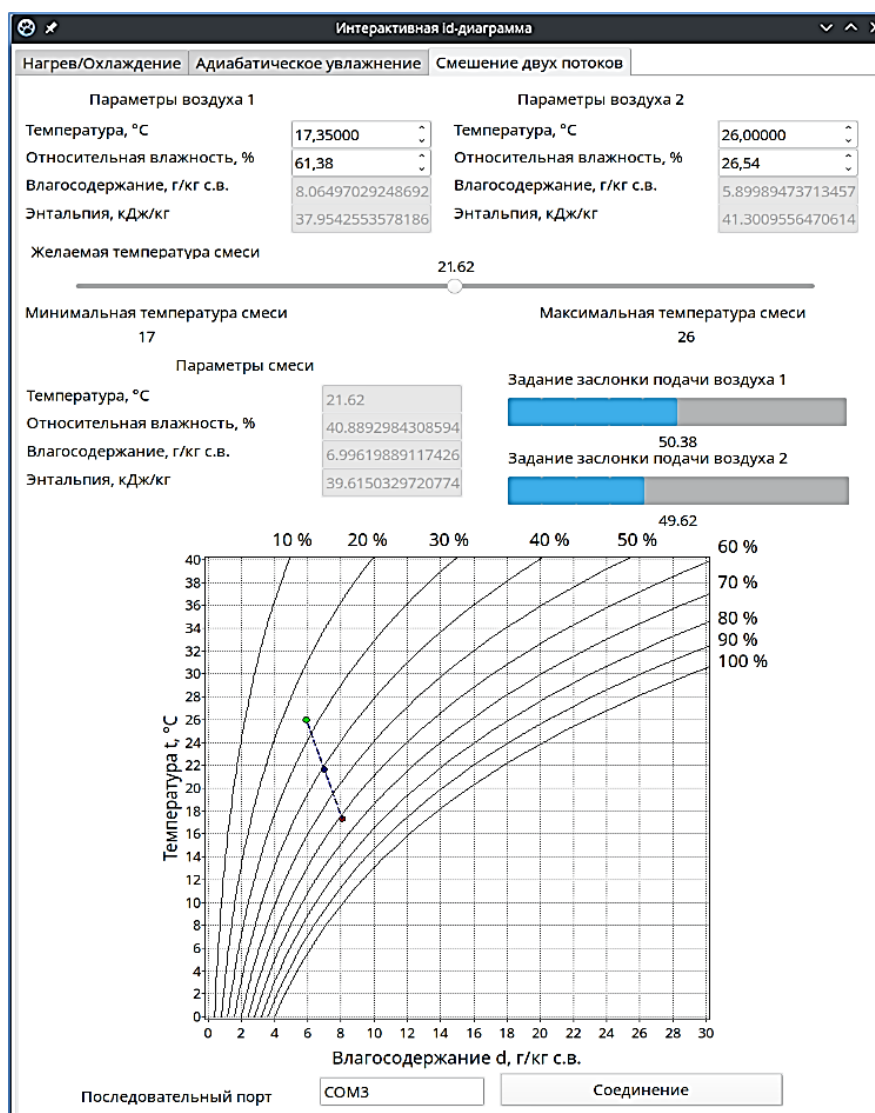 Интерактивная id-диаграмма
Нагрев/Охлаждение Адиабатическое увлажнение Смешение двух потоков
Параметры воздуха 1 Параметры воздуха 2
Температура, °C 17,35000 Температура, °C 26,00000
Относительная влажность, % 61,38 Относительная влажность, % 26,54
Влагосодержание, г/кг с.в. 8.06497029248692 Влагосодержание, г/кг с.в. 5.89989473713457
Энтальпия, кДж/кг 37.9542553578186 Энтальпия, кДж/кг 41.3009556470614
Желаемая температура смеси
21.62
Минимальная температура смеси Максимальная температура смеси
17 26
Параметры смеси
Задание заслонки подачи воздуха 1
Температура, °C 21.62
Относительная влажность, % 40.8892984308594
50.38
Влагосодержание, г/кг с.в. 6.99619889117426
Задание заслонки подачи воздуха 2
Энтальпия, кДж/кг 39.6150329720774
49.62
10 % 20 % 30 % 40 % 50 % 60 %
70 %
80 %
90 %
100 %
40
38
36
34
32
30
28
26
24
22
20
18
16
14
12
10
8
6
4
2
0
Температура t, °C
0 2 4 6 8 10 12 14 16 18 20 22 24 26 28 30
Влагосодержание d, г/кг с.в.
Последовательный порт COM3 Соединение